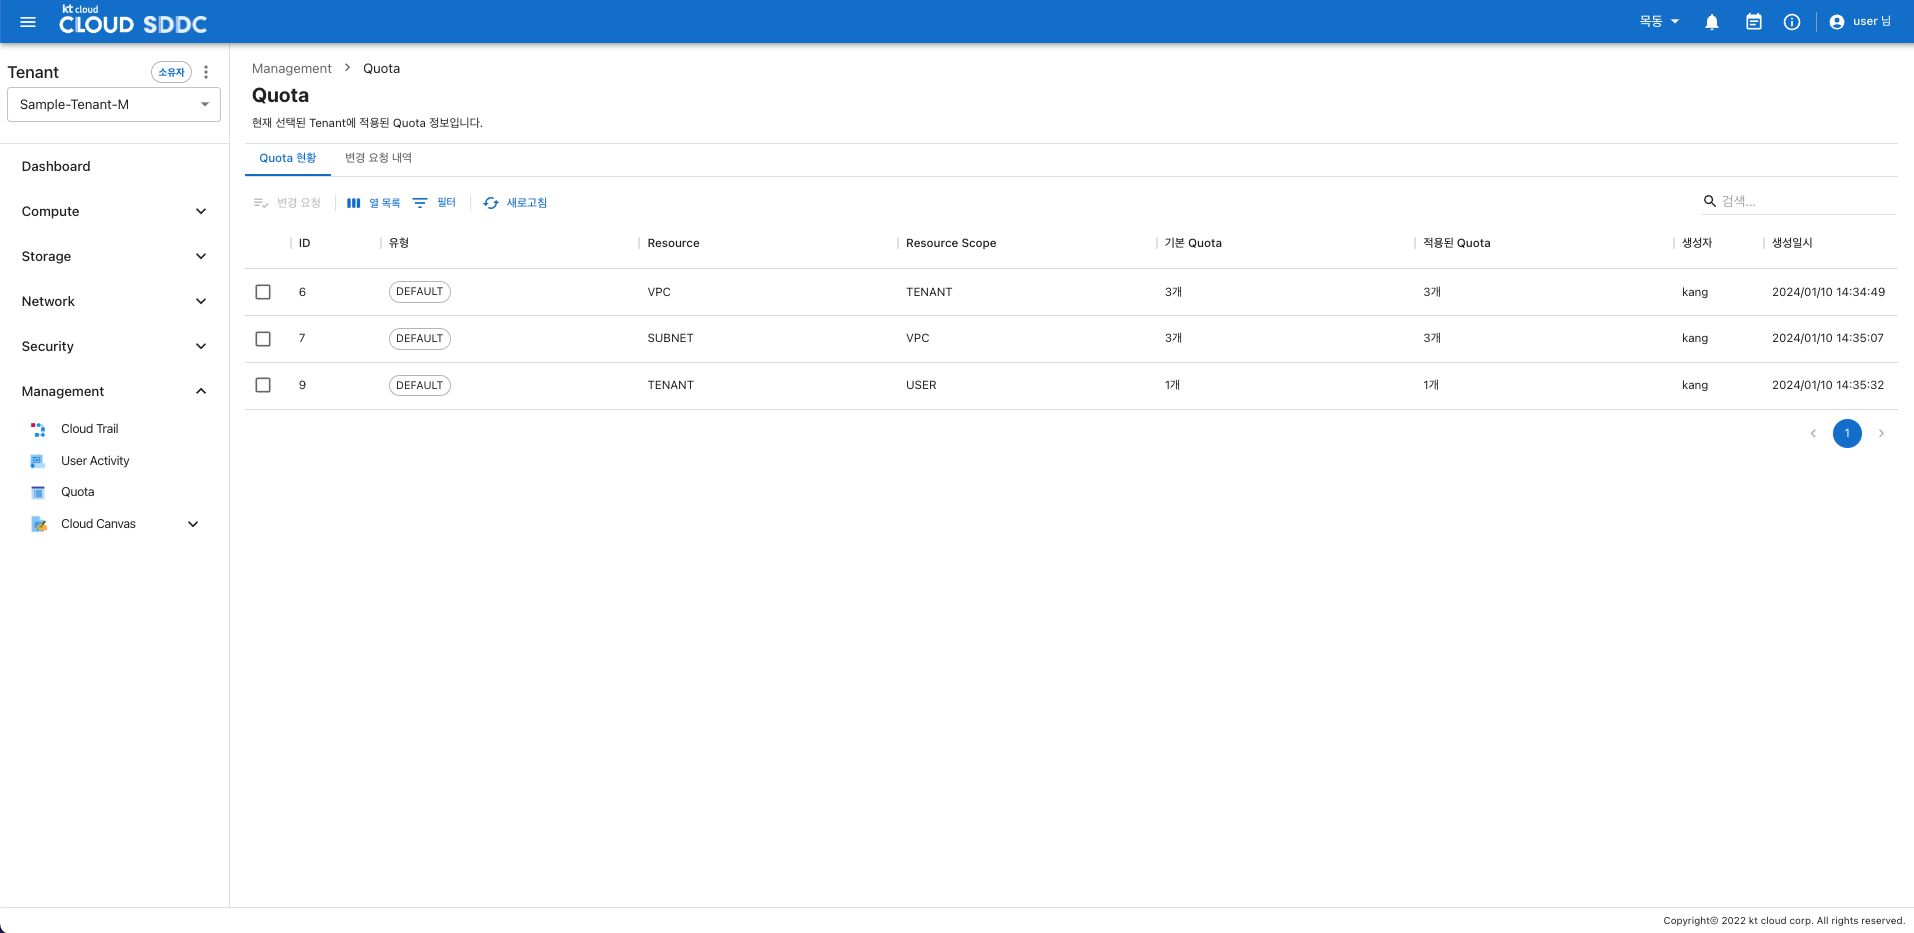 kt cloud
CLOUD SDDC
목동
user 님
Tenant
소유자
Sample-Tenant-M
Dashboard
Compute
Storage
Network
Security
Management
Cloud Trail
User Activity
Quota
Cloud Canvas
Management > Quota
Quota
현재 선택된 Tenant에 적용된 Quota 정보입니다.
Quota 현황 변경 요청 내역
변경 요청 열 목록 필터 새로고침 검색...
ID 유형 Resource Resource Scope 기본 Quota 적용된 Quota 생성자 생성일시
6 DEFAULT VPC TENANT 3개 3개 kang 2024/01/10 14:34:49
7 DEFAULT SUBNET VPC 3개 3개 kang 2024/01/10 14:35:07
9 DEFAULT TENANT USER 1개 1개 kang 2024/01/10 14:35:32
1
Copyright© 2022 kt cloud corp. All rights reserved.